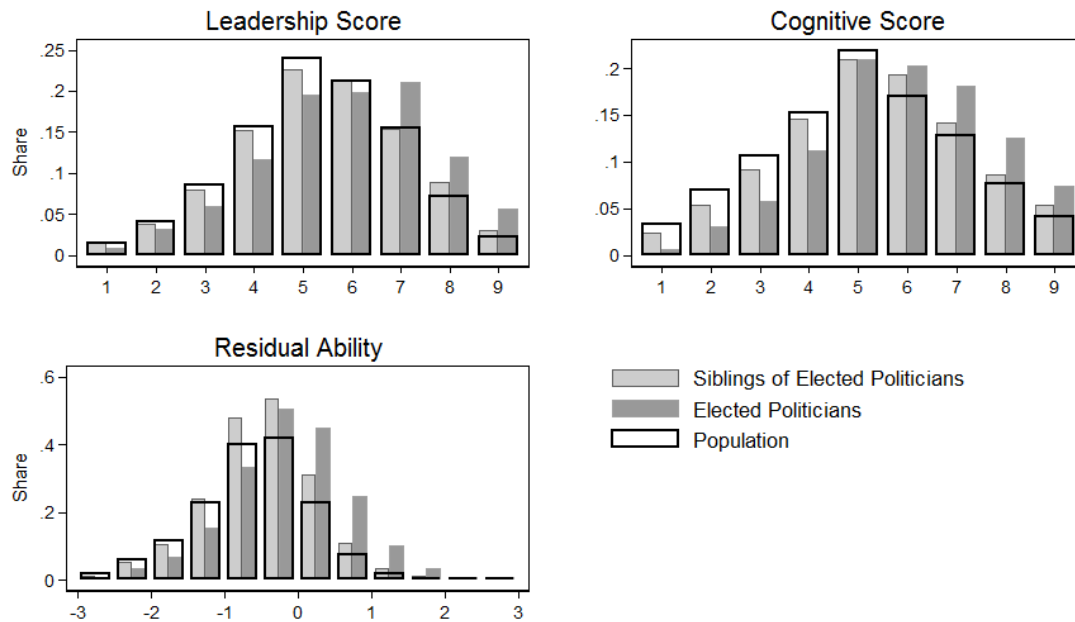 Leadership Score
Share
.25
.2
.15
.1
.05
0
1 2 3 4 5 6 7 8 9
Cognitive Score
.2
.15
.1
.05
0
1 2 3 4 5 6 7 8 9
Residual Ability
Share
.6
.4
.2
0
-3 -2 -1 0 1 2 3
Siblings of Elected Politicians
Elected Politicians
Population